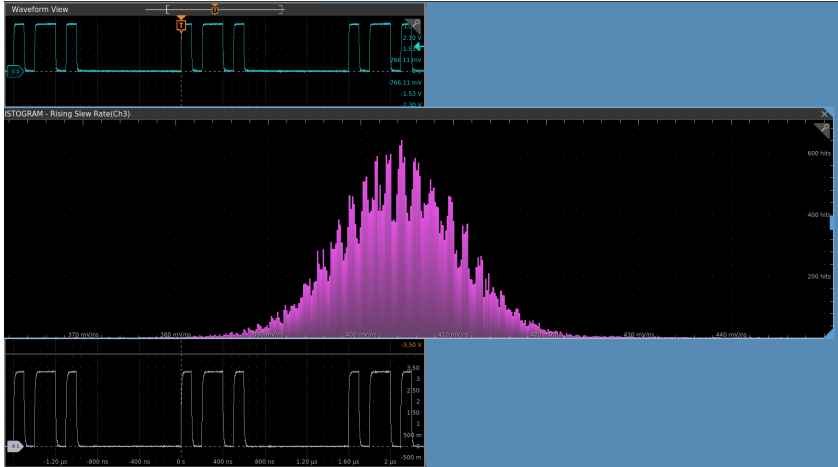 Waveform View
T
T
2.30 V
1.53
766.11 mV
C 3
-766.11 mV
-1.53 V
-2.30 V
ISTOGRAM - Rising Slew Rate(Ch3)
600 hits
400 hits
200 hits
370 mV/ns 380 mV/ns 400 mV/ns 410 mV/ns 430 mV/ns 440 mV/ns
-3.50 V
3.50
3
2.50
2
1.50
1
500 m
-500 m
-1.20 µs -800 ns -400 ns 0 s 400 ns 800 ns 1.20 µs 1.60 µs 2 µs